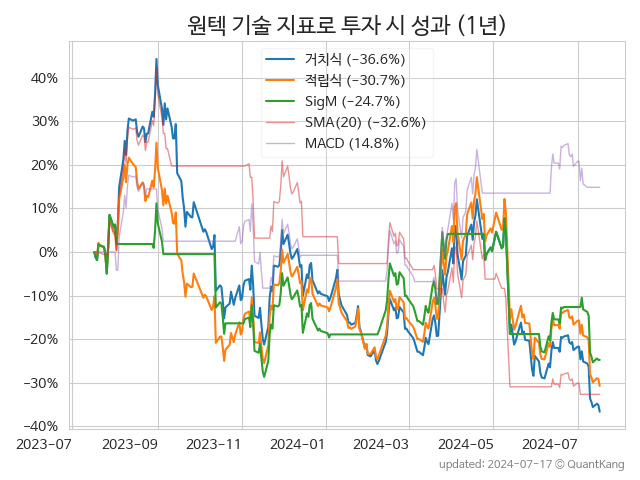 원텍 기술 지표로 투자 시 성과 (1년)
거치식 (−36.6%)
적립식 (−30.7%)
SigM (−24.7%)
SMA(20) (−32.6%)
MACD (14.8%)
40%
30%
20%
10%
0%
−10%
−20%
−30%
−40%
2023-07 2023-09 2023-11 2024-01 2024-03 2024-05 2024-07
updated: 2024-07-17 © QuantKang